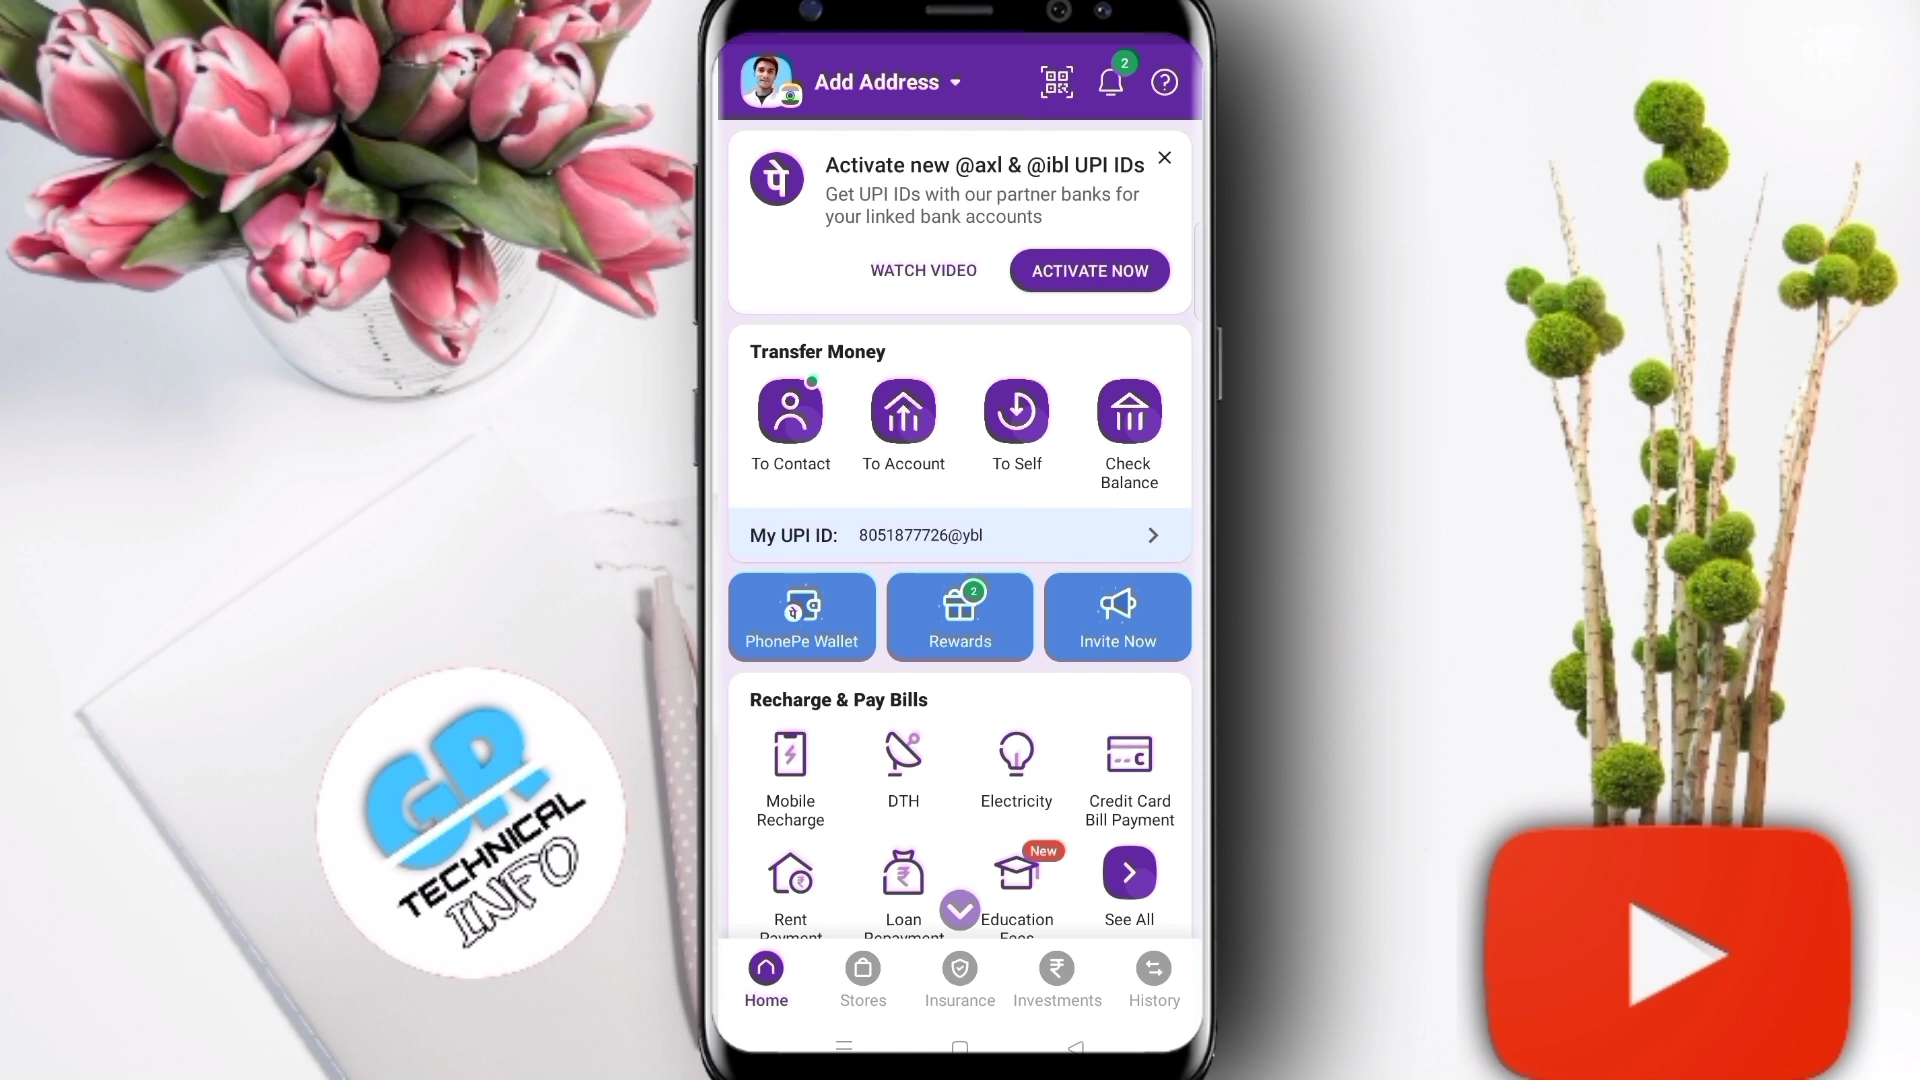 Add Address
2
Activate new @axl & @ibl UPI IDs
Get UPI IDs with our partner banks for
your linked bank accounts
WATCH VIDEO
ACTIVATE NOW
Transfer Money
To Contact
To Account
To Self
Check
Balance
My UPI ID: 8051877726@ybl
पे
PhonePe Wallet
2
Rewards
Invite Now
Recharge & Pay Bills
Mobile
Recharge
DTH
Electricity
Credit Card
Bill Payment
New
Rent
Payment
Loan
Repayment
Education
Fees
See All
Home
Stores
Insurance
Investments
History
GR
TECHNICAL
INFO